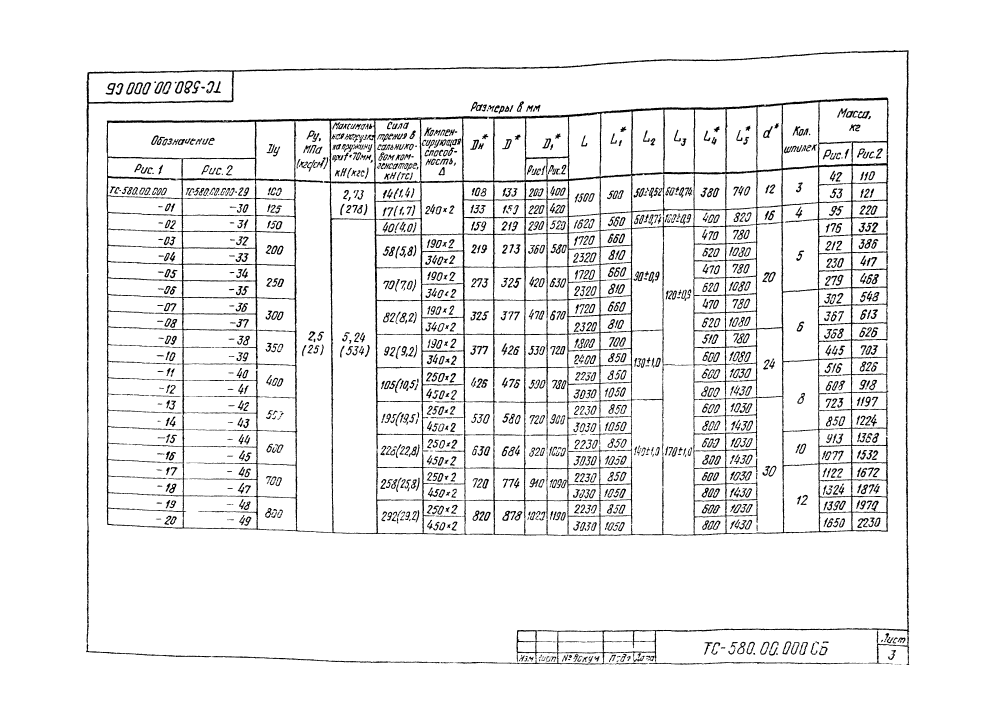 ТС-580.00.000 СБ
Размеры в мм
Обозначение Dу Ру, МПа (кгс/см²) Максимальная нагрузка на пружину при f=70мм, кН (кгс) Сила трения в сальниковом компенсаторе, кН (тс) Компенсирующая способность, Δ Dн* D* D₁* L L₁* L₂ L₃ L₄* L₅* d* Кол. шпилек Масса, кг
Рис. 1 Рис. 2 Рис1 Рис.2 Рис.1 Рис.2
ТС-580.00.000 ТС-580.00.000-29 100 2,5 (25) 2,73 (278) 14(1,4) 240×2 108 133 200 400 1500 500 50±0,52 60±0,74 380 740 12 3 42 110
-01 -30 125 17(1,7) 133 159 220 420 53 121
-02 -31 150 5,24 (534) 40(4,0) 159 219 290 520 1620 560 50±0,74 100±0,9 400 820 16 4 95 220
-03 -32 200 58(5,8) 190×2 219 273 360 580 1720 660 90±0,9 120±0,9 470 780 20 5 176 352
-04 -33 340×2 2320 810 620 1080 212 386
-05 -34 250 70(7,0) 190×2 273 325 420 630 1720 660 470 780 230 417
-06 -35 340×2 2320 810 620 1080 279 468
-07 -36 300 82(8,2) 190×2 325 377 470 670 1720 660 470 780 6 302 548
-08 -37 340×2 2320 810 620 1080 367 613
-09 -38 350 92(9,2) 190×2 377 426 530 720 1800 700 130±1,0 510 780 24 368 626
-10 -39 340×2 2400 850 600 1080 445 703
-11 -40 400 105(10,5) 250×2 426 476 590 780 2230 850 170±1,0 600 1030 8 516 826
-12 -41 450×2 3030 1050 800 1430 608 918
-13 -42 500 195(19,5) 250×2 530 580 720 900 2230 850 140±1,0 600 1030 30 723 1197
-14 -43 450×2 3030 1050 800 1430 850 1224
-15 -44 600 228(22,8) 250×2 630 684 820 1000 2230 850 600 1030 10 913 1368
-16 -45 450×2 3030 1050 800 1430 1077 1532
-17 -46 700 258(25,8) 250×2 720 774 910 1090 2230 850 600 1030 12 1122 1672
-18 -47 450×2 3030 1050 800 1430 1324 1874
-19 -48 800 292(29,2) 250×2 820 878 1020 1190 2230 850 600 1030 1390 1970
-20 -49 450×2 3030 1050 800 1430 1650 2230
ТС-580.00.000 СБ
Лист
3
Изм Лист № докум Подп Дата